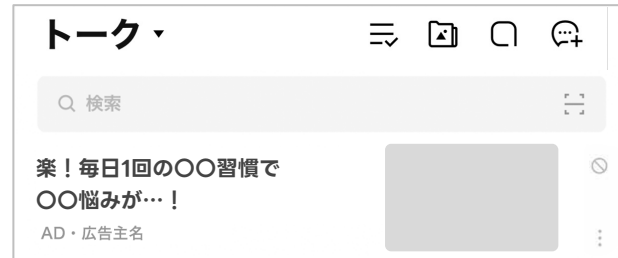 トーク
検索
楽！毎日1回の〇〇習慣で
〇〇悩みが…！
AD・広告主名